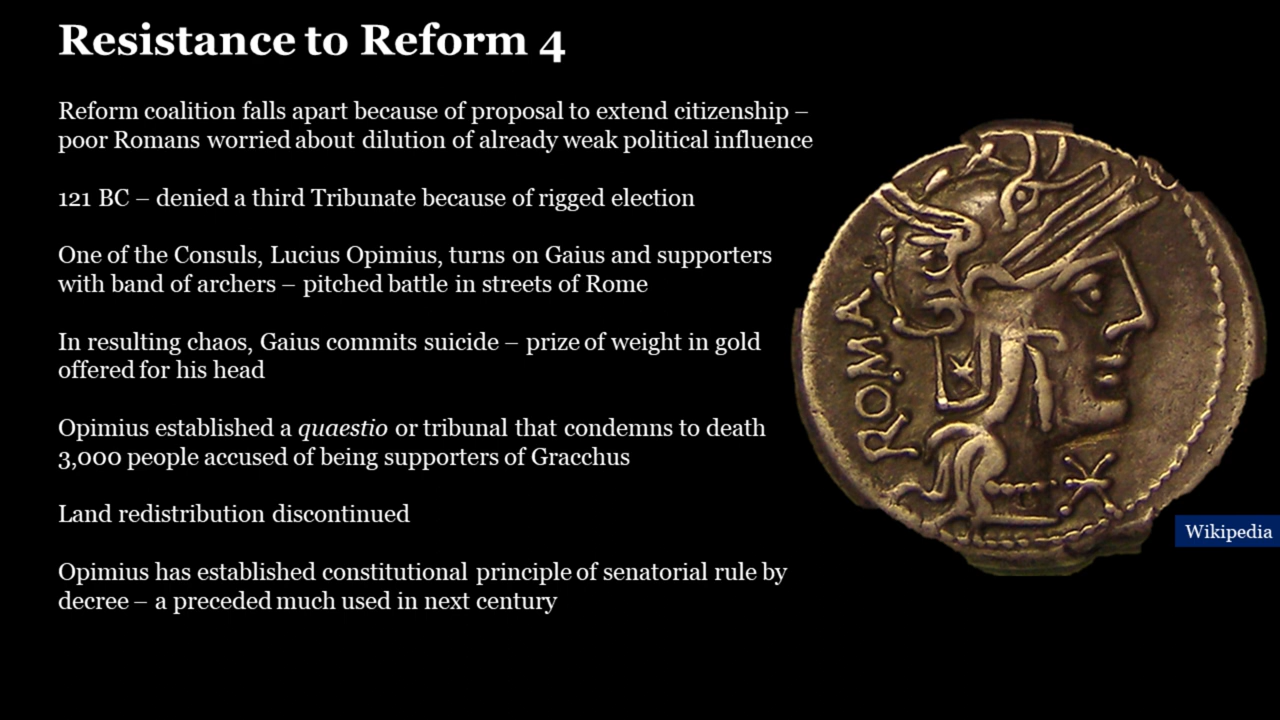 Resistance to Reform 4
Reform coalition falls apart because of proposal to extend citizenship –
poor Romans worried about dilution of already weak political influence
121 BC – denied a third Tribunate because of rigged election
One of the Consuls, Lucius Opimius, turns on Gaius and supporters
with band of archers – pitched battle in streets of Rome
In resulting chaos, Gaius commits suicide – prize of weight in gold
offered for his head
Opimius established a quaestio or tribunal that condemns to death
3,000 people accused of being supporters of Gracchus
Land redistribution discontinued
Opimius has established constitutional principle of senatorial rule by
decree – a preceded much used in next century
ROMA
Wikipedia